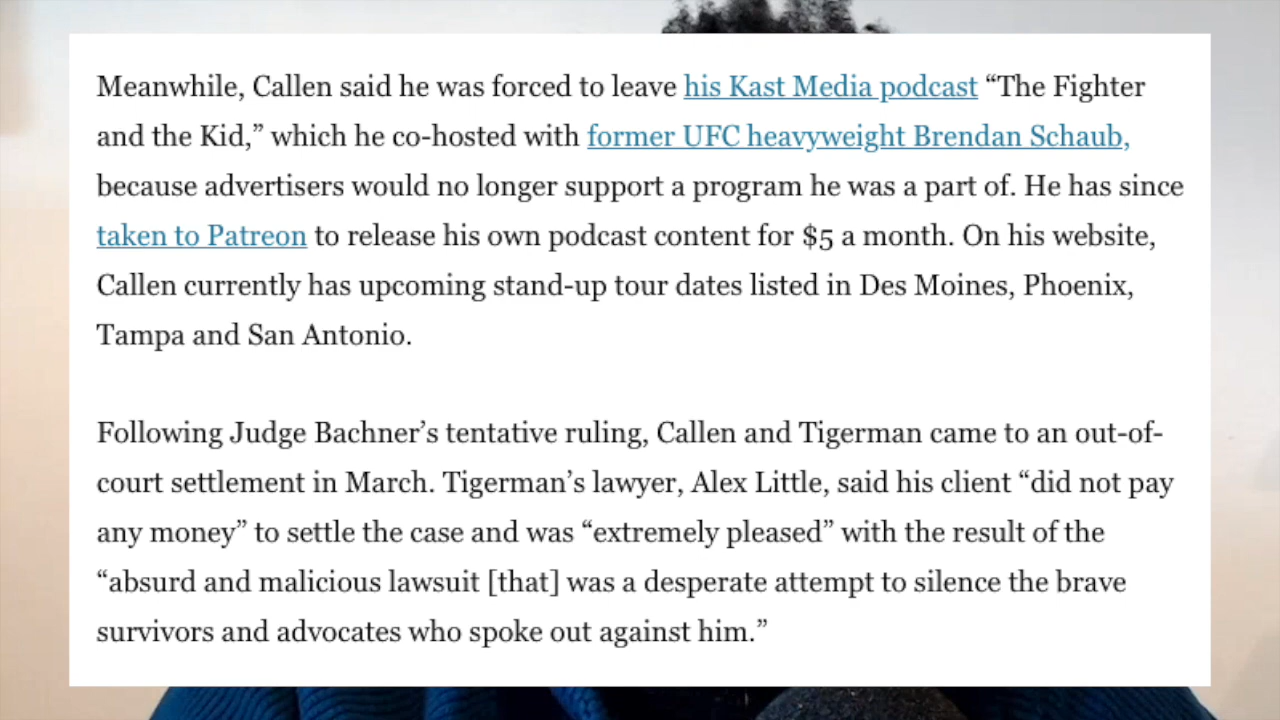 Meanwhile, Callen said he was forced to leave his Kast Media podcast “The Fighter
and the Kid,” which he co-hosted with former UFC heavyweight Brendan Schaub,
because advertisers would no longer support a program he was a part of. He has since
taken to Patreon to release his own podcast content for $5 a month. On his website,
Callen currently has upcoming stand-up tour dates listed in Des Moines, Phoenix,
Tampa and San Antonio.
Following Judge Bachner’s tentative ruling, Callen and Tigerman came to an out-of-
court settlement in March. Tigerman’s lawyer, Alex Little, said his client “did not pay
any money” to settle the case and was “extremely pleased” with the result of the
“absurd and malicious lawsuit [that] was a desperate attempt to silence the brave
survivors and advocates who spoke out against him.”